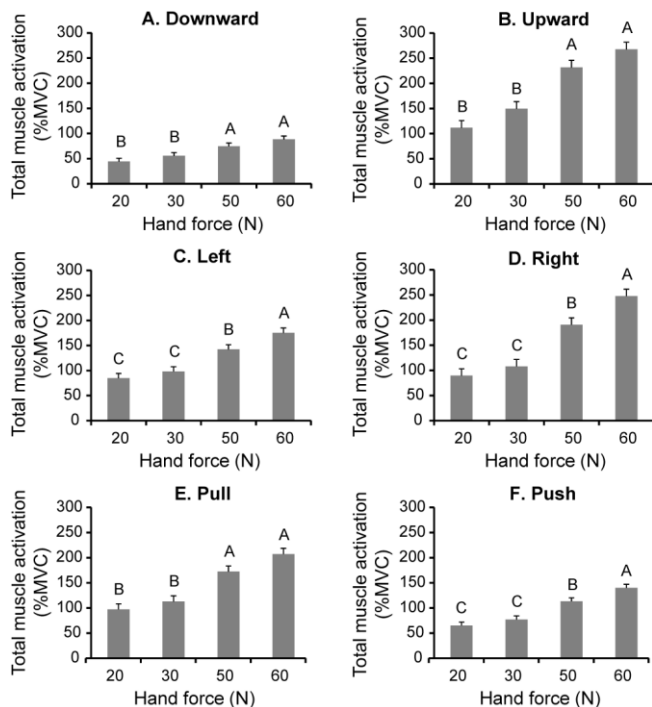 A. Downward
Total muscle activation
(%MVC)
300
250
200
150
100
50
0
B B A A
20 30 50 60
Hand force (N)
B. Upward
Total muscle activation
(%MVC)
300
250
200
150
100
50
0
B B A A
20 30 50 60
Hand force (N)
C. Left
Total muscle activation
(%MVC)
300
250
200
150
100
50
0
C C B A
20 30 50 60
Hand force (N)
D. Right
Total muscle activation
(%MVC)
300
250
200
150
100
50
0
C C B A
20 30 50 60
Hand force (N)
E. Pull
Total muscle activation
(%MVC)
300
250
200
150
100
50
0
B B A A
20 30 50 60
Hand force (N)
F. Push
Total muscle activation
(%MVC)
300
250
200
150
100
50
0
C C B A
20 30 50 60
Hand force (N)